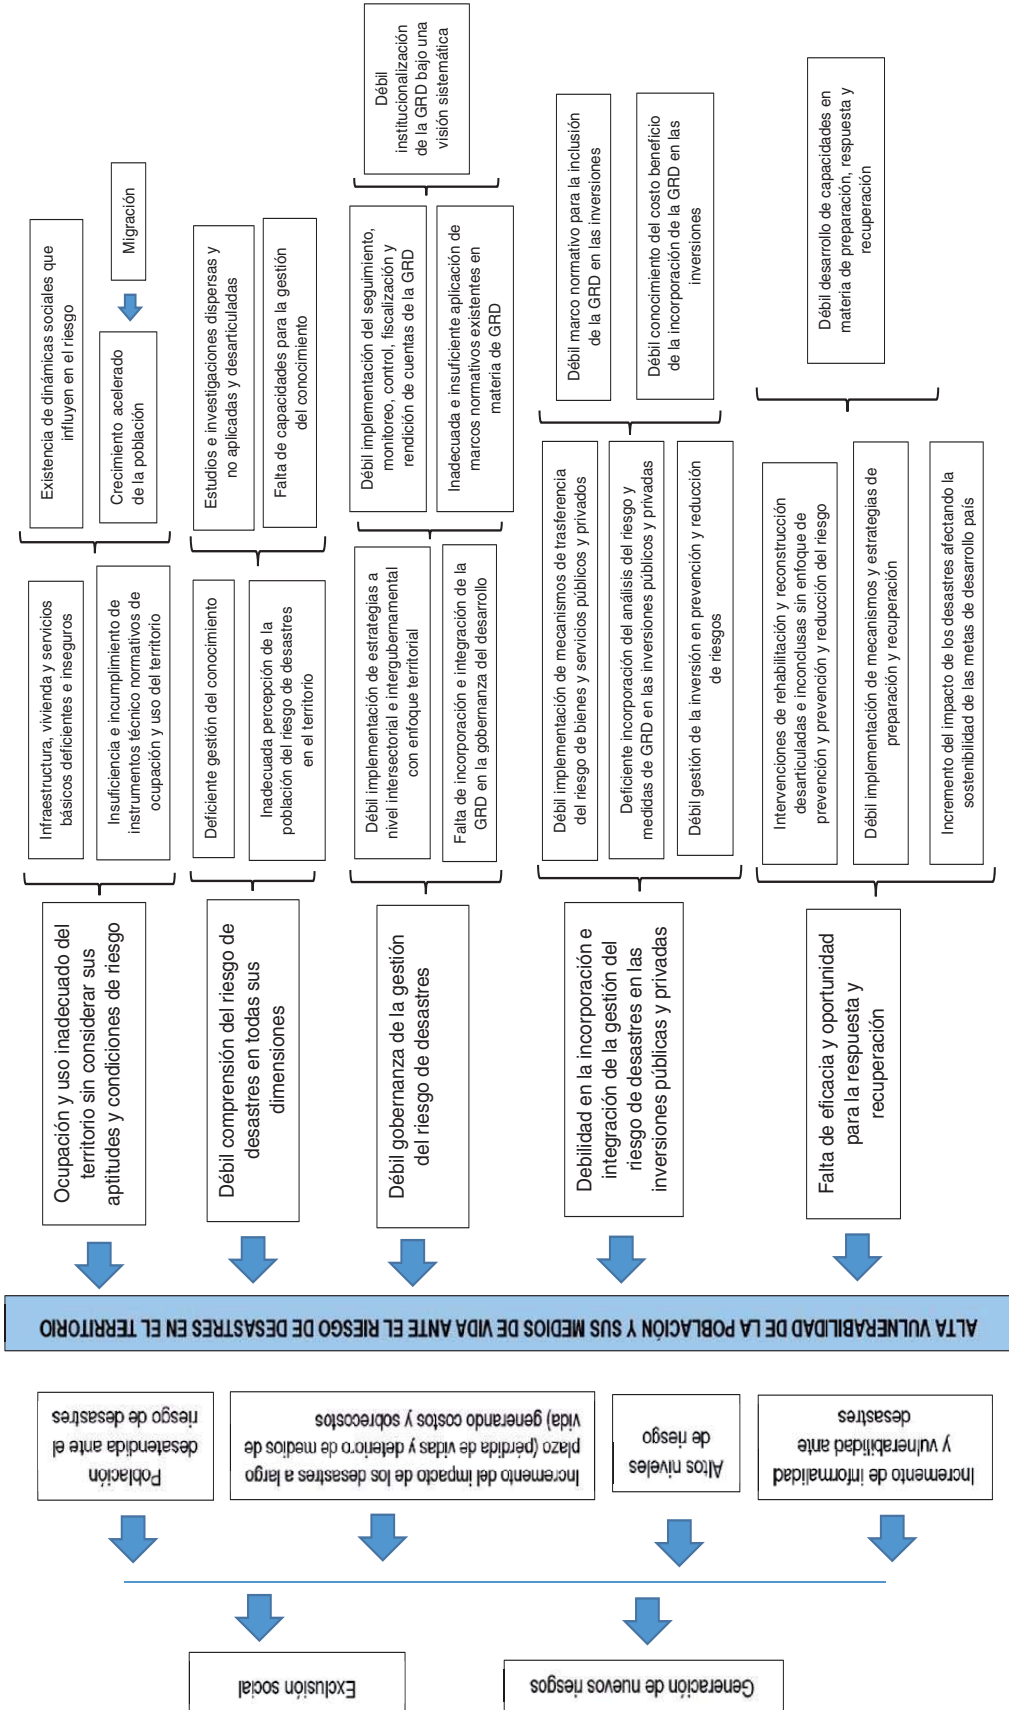 Débil
institucionalización
de la GRD bajo una
visión sistemática
Migración
Existencia de dinámicas sociales que
influyen en el riesgo
Crecimiento acelerado
de la población
Estudios e investigaciones dispersas y
no aplicadas y desarticuladas
Falta de capacidades para la gestión
del conocimiento
Débil implementación del seguimiento,
monitoreo, control, fiscalización y
rendición de cuentas de la GRD
Inadecuada e insuficiente aplicación de
marcos normativos existentes en
materia de GRD
Débil marco normativo para la inclusión
de la GRD en las inversiones
Débil conocimiento del costo beneficio
de la incorporación de la GRD en las
inversiones
Débil desarrollo de capacidades en
materia de preparación, respuesta y
recuperación
Infraestructura, vivienda y servicios
básicos deficientes e inseguros
Insuficiencia e incumplimiento de
instrumentos técnico normativos de
ocupación y uso del territorio
Deficiente gestión del conocimiento
Inadecuada percepción de la
población del riesgo de desastres
en el territorio
Débil implementación de estrategias a
nivel intersectorial e intergubernamental
con enfoque territorial
Falta de incorporación e integración de la
GRD en la gobernanza del desarrollo
Débil implementación de mecanismos de trasferencia
del riesgo de bienes y servicios públicos y privados
Deficiente incorporación del análisis del riesgo y
medidas de GRD en las inversiones públicos y privadas
Débil gestión de la inversión en prevención y reducción
de riesgos
Intervenciones de rehabilitación y reconstrucción
desarticuladas e inconclusas sin enfoque de
prevención y prevención y reducción del riesgo
Débil implementación de mecanismos y estrategias de
preparación y recuperación
Incremento del impacto de los desastres afectando la
sostenibilidad de las metas de desarrollo país
Ocupación y uso inadecuado del
territorio sin considerar sus
aptitudes y condiciones de riesgo
Débil comprensión del riesgo de
desastres en todas sus
dimensiones
Débil gobernanza de la gestión
del riesgo de desastres
Debilidad en la incorporación e
integración de la gestión del
riesgo de desastres en las
inversiones públicas y privadas
Falta de eficacia y oportunidad
para la respuesta y
recuperación
ALTA VULNERABILIDAD DE LA POBLACIÓN Y SUS MEDIOS DE VIDA ANTE EL RIESGO DE DESASTRES EN EL TERRITORIO
Población
desatendida ante el
riesgo de desastres
Incremento del impacto de los desastres a largo
plazo (pérdida de vidas y deterioro de medios de
vida) generando costos y sobrecostos
Altos niveles
de riesgo
Incremento de informalidad
y vulnerabilidad ante
desastres
Exclusión social
Generación de nuevos riesgos